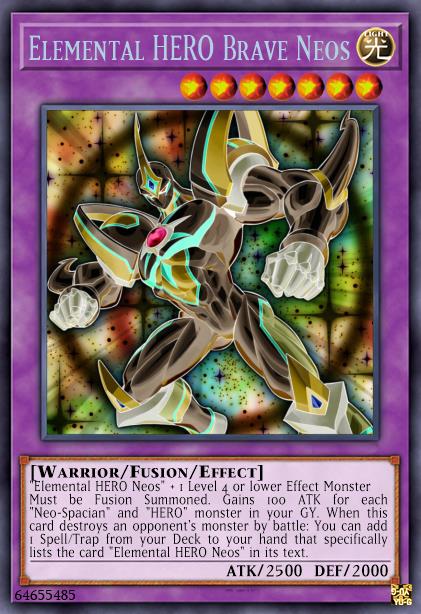 ELEMENTAL HERO BRAVE NEOS
LIGHT
光
[WARRIOR/FUSION/EFFECT]
"Elemental HERO Neos" + 1 Level 4 or lower Effect Monster
Must be Fusion Summoned. Gains 100 ATK for each
"Neo-Spacian" and "HERO" monster in your GY. When this
card destroys an opponent's monster by battle: You can add
1 Spell/Trap from your Deck to your hand that specifically
lists the card "Elemental HERO Neos" in its text.
ATK/2500 DEF/2000
64655485